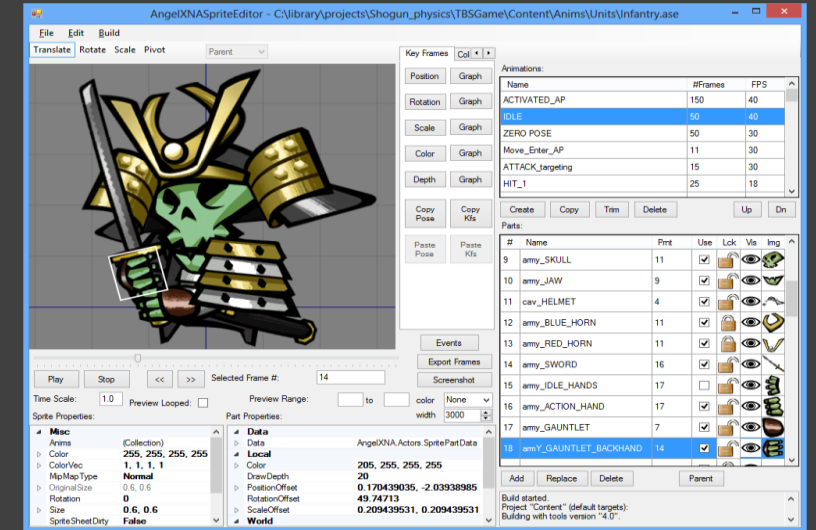 AngelXNASpriteEditor - C:\library\projects\Shogun_physics\TBSGame\Content\Anims\Units\Infantry.ase
File Edit Build
Translate Rotate Scale Pivot Parent
Key Frames Col
Position Graph
Rotation Graph
Scale Graph
Color Graph
Depth Graph
Copy Pose Copy Kfs
Paste Pose Paste Kfs
Events
Export Frames
Screenshot
color None
width 3000
Animations:
Name #Frames FPS
ACTIVATED_AP 150 40
IDLE 50 40
ZERO POSE 50 30
Move_Enter_AP 11 30
ATTACK_targeting 15 30
HIT_1 25 18
Create Copy Trim Delete Up Dn
Parts:
# Name Prnt Use Lck Vis Img
9 army_SKULL 11
10 army_JAW 9
11 cav_HELMET 4
12 army_BLUE_HORN 11
13 army_RED_HORN 11
14 army_SWORD 16
15 army_IDLE_HANDS 17
16 army_ACTION_HAND 17
17 army_GAUNTLET 7
18 armY_GAUNTLET_BACKHAND 14
Add Replace Delete Parent
Build started.
Project "Content" (default targets):
Building with tools version "4.0".
Play Stop << >> Selected Frame #: 14
Time Scale: 1.0 Preview Looped: Preview Range: to
Sprite Properties:
Misc
Anims (Collection)
Color 255, 255, 255, 255
ColorVec 1, 1, 1, 1
MipMapType Normal
OriginalSize 0.6, 0.6
Rotation 0
Size 0.6, 0.6
SpriteSheetDirty False
Part Properties:
Data
Data AngelXNA.Actors.SpritePartData
Local
Color 205, 255, 255, 255
DrawDepth 20
PositionOffset 0.170439035, -2.03938985
RotationOffset 49.74713
ScaleOffset 0.209439531, 0.209439531
World